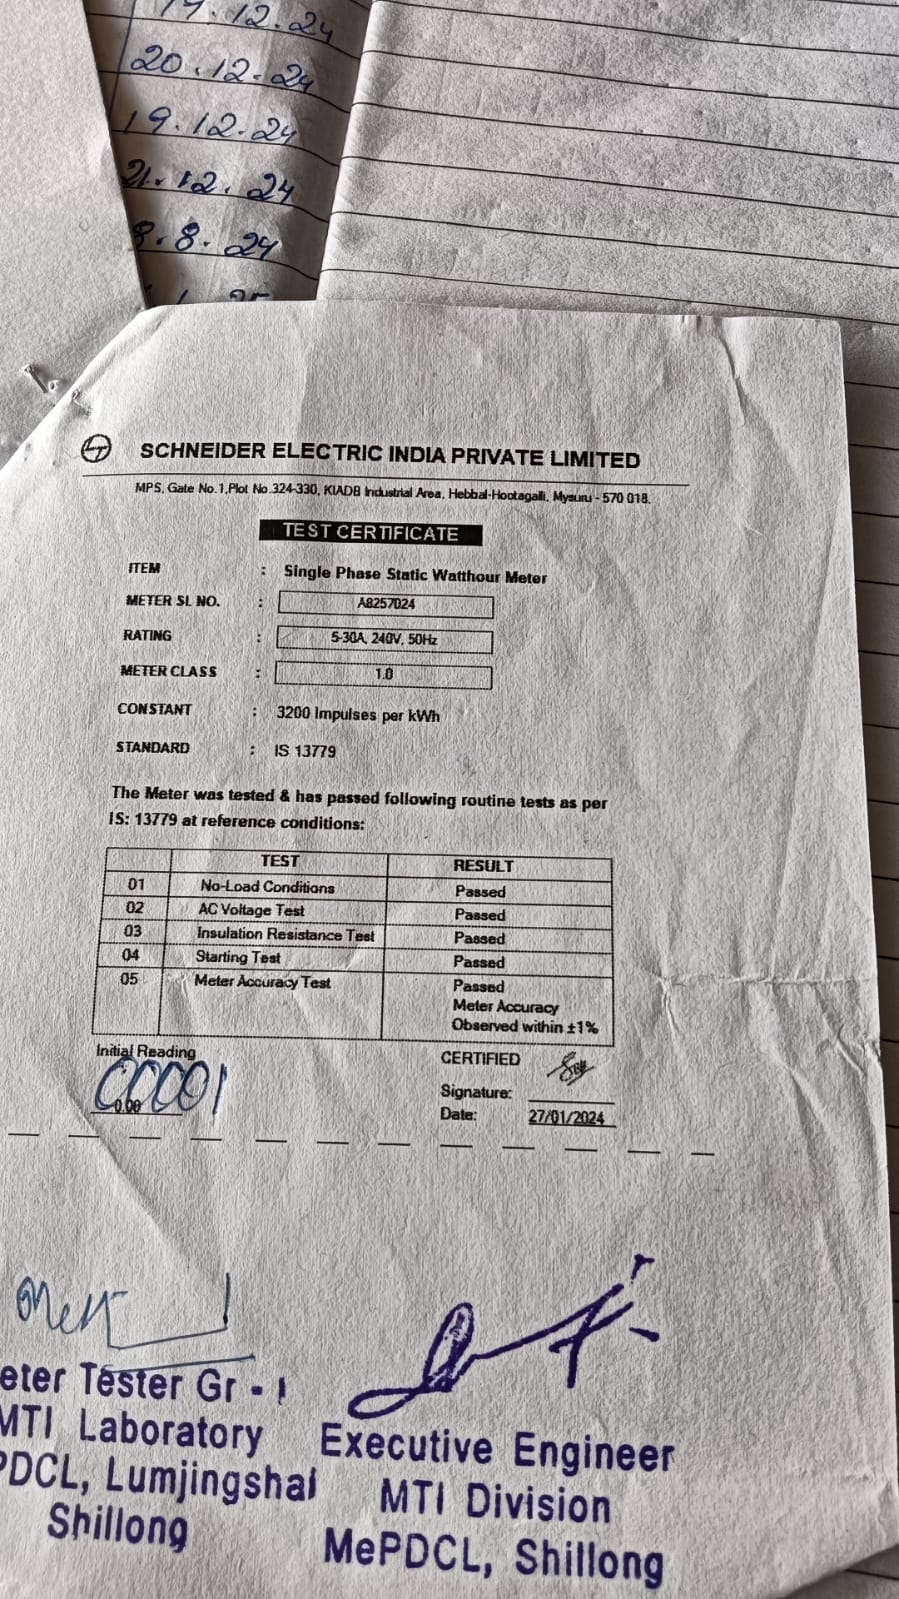 19.12.24
20.12.24
19.12.24
21.12.24
8.8.24
SCHNEIDER ELECTRIC INDIA PRIVATE LIMITED
MPS, Gate No.1,Plot No.324-330, KIADB Industrial Area, Hebbal-Hootagalli, Mysuru - 570 018.
TEST CERTIFICATE
ITEM : Single Phase Static Watthour Meter
METER SL NO. : A8257024
RATING : 5-30A, 240V, 50Hz
METER CLASS : 1.0
CONSTANT : 3200 Impulses per kWh
STANDARD : IS 13779
The Meter was tested & has passed following routine tests as per
IS: 13779 at reference conditions:
TEST RESULT
01 No-Load Conditions Passed
02 AC Voltage Test Passed
03 Insulation Resistance Test Passed
04 Starting Test Passed
05 Meter Accuracy Test Passed
Meter Accuracy
Observed within ±1%
Initial Reading
00001
0.00
CERTIFIED
Signature:
Date: 27/01/2024
eter Tester Gr - I
MTI Laboratory
PDCL, Lumjingshai
Shillong
Executive Engineer
MTI Division
MePDCL, Shillong